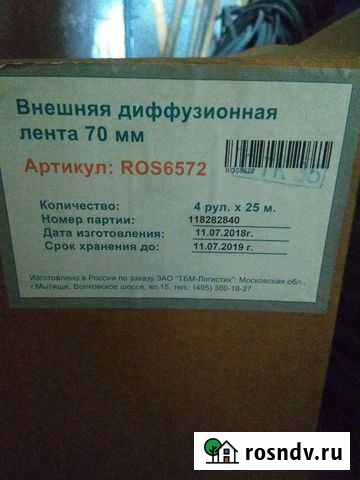 Внешняя диффузионная
лента 70 мм
Артикул: ROS6572
Количество: 4 рул. х 25 м.
Номер партии: 118282840
Дата изготовления: 11.07.2018г.
Срок хранения до: 11.07.2019 г.
Изготовлено в России по заказу ЗАО "ТБМ-Логистик": Московская обл.,
г.Мытищи, Волковское шоссе, вл.15, тел.: (495) 380-18-27
rosndv.ru